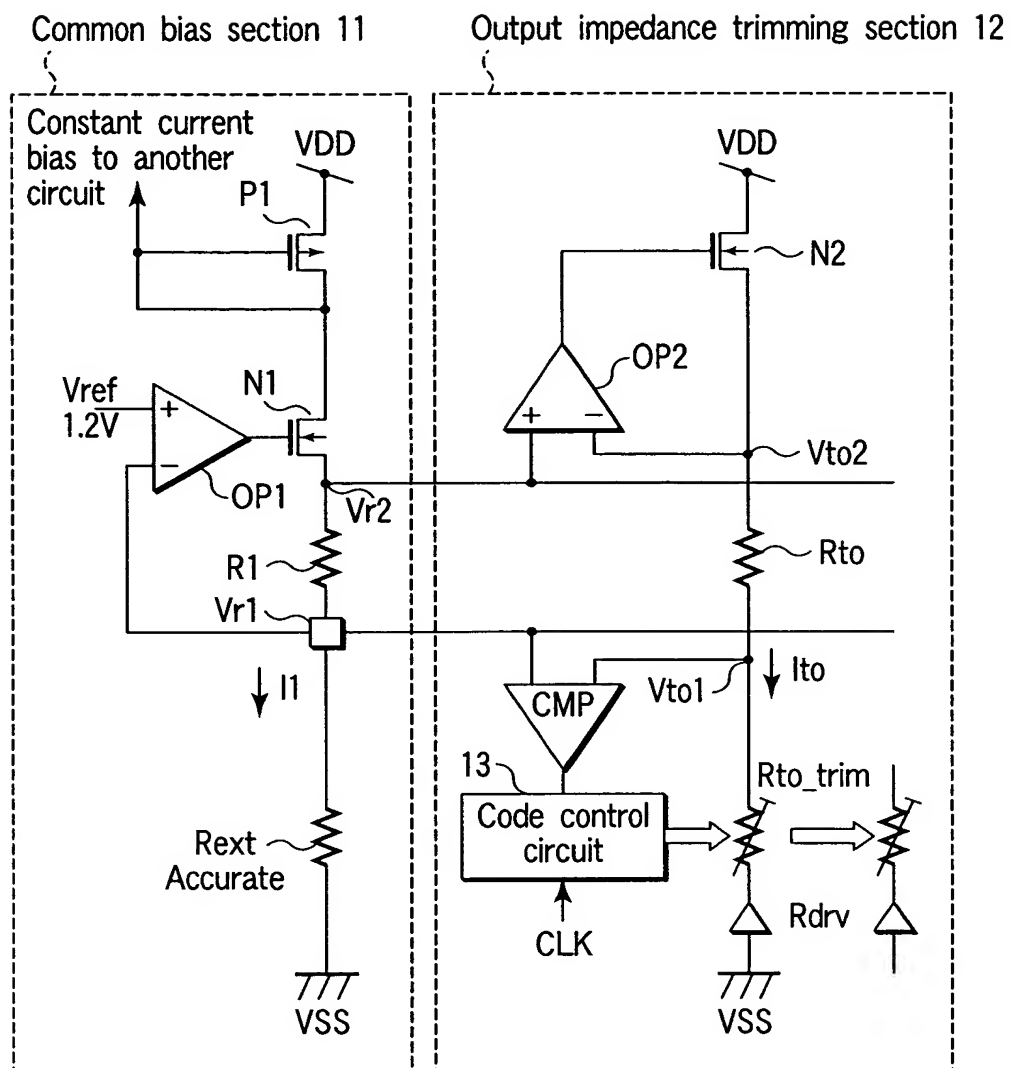 Common bias section 11
Output impedance trimming section 12
Constant current
bias to another
circuit
VDD
P1
VDD
N2
OP2
N1
Vref
1.2V
+
−
OP1
+ −
Vto2
Vr2
R1
Rto
Vr1
I1
CMP
Vto1
Ito
13
Code control
circuit
Rto_trim
Rext
Accurate
CLK
Rdrv
VSS
VSS